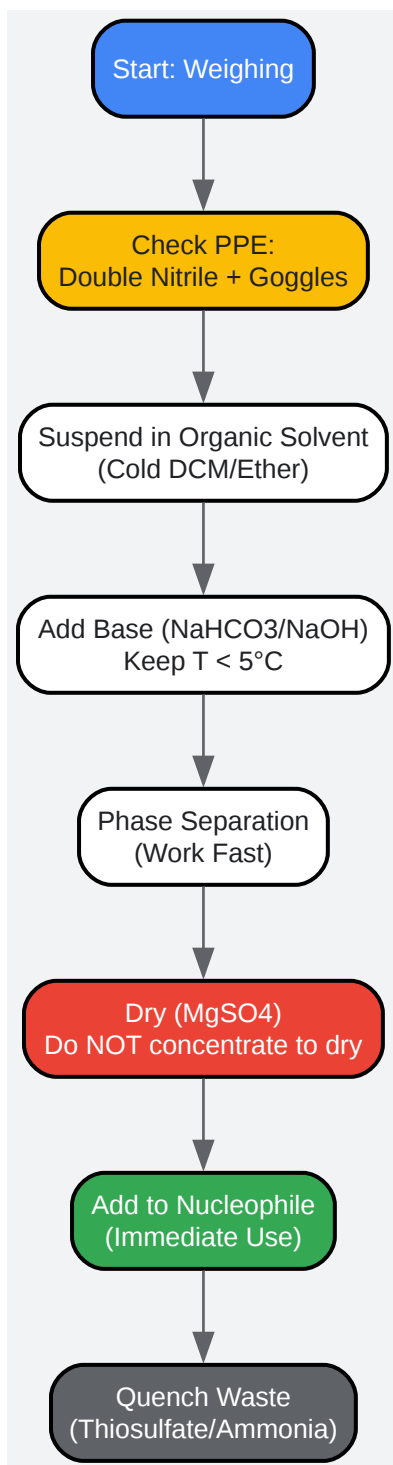 Start: Weighing
Check PPE:
Double Nitrile + Goggles
Suspend in Organic Solvent
(Cold DCM/Ether)
Add Base (NaHCO3/NaOH)
Keep T < 5°C
Phase Separation
(Work Fast)
Dry (MgSO4)
Do NOT concentrate to dry
Add to Nucleophile
(Immediate Use)
Quench Waste
(Thiosulfate/Ammonia)